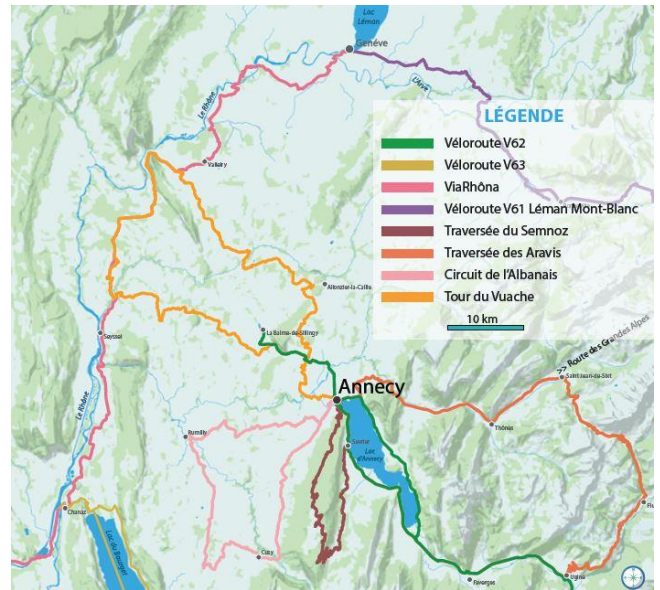 Lac
Léman
Genève
L'Arve
Le Rhône
LÉGENDE
Véloroute V62
Véloroute V63
ViaRhôna
Véloroute V61 Léman Mont-Blanc
Traversée du Semnoz
Traversée des Aravis
Circuit de l'Albanais
Tour du Vuache
10 km
Valleiry
Allonzier-la-Caille
La Balme-de-Sillingy
Seyssel
>> Route des Grandes Alpes
Saint Jean-de-Sixt
Annecy
Le Rhône
Thônes
Rumilly
Sevrier
Lac
d'Annecy
Chanaz
Lac du Bourget
Cusy
Faverges
Ugine